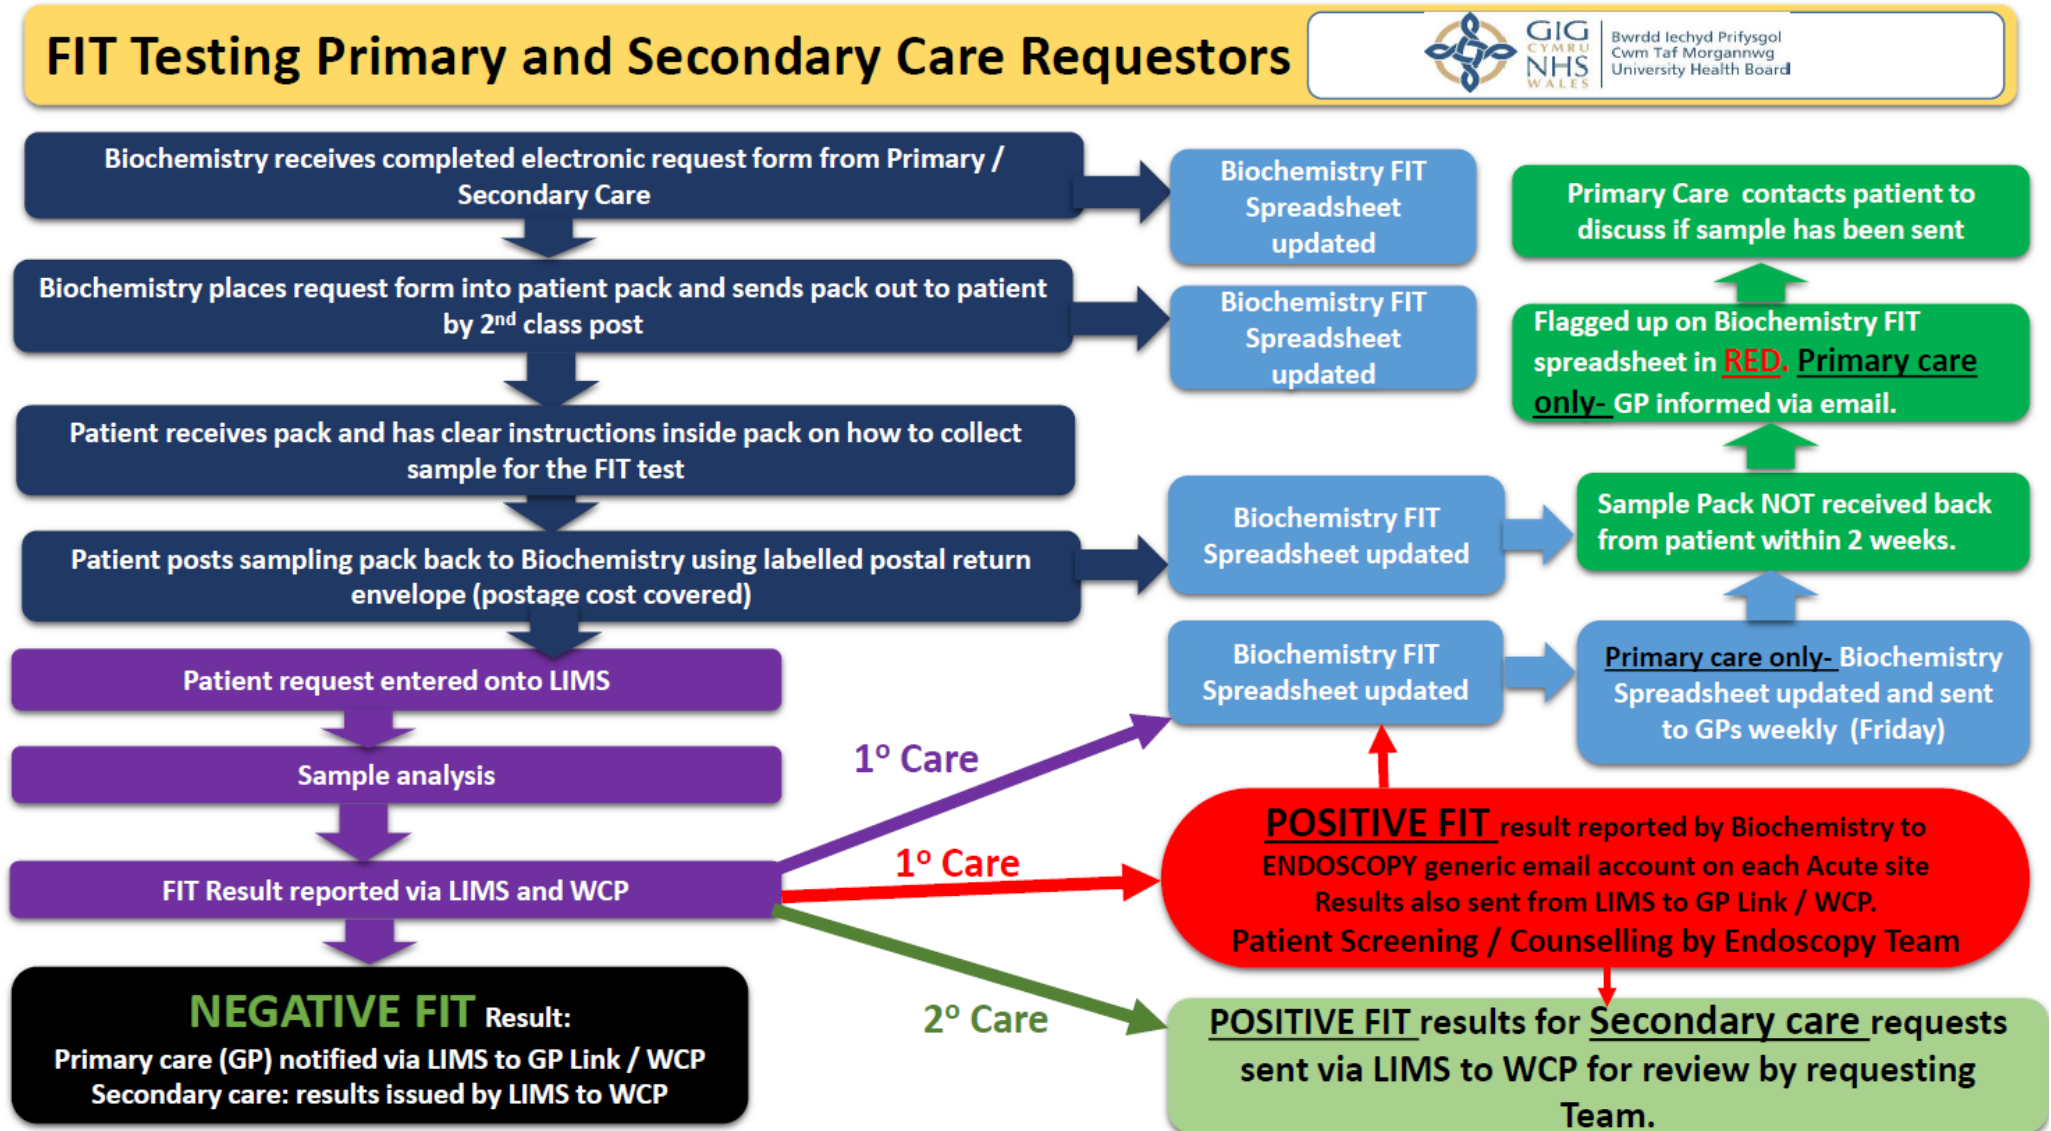 FIT Testing Primary and Secondary Care Requestors
GIG
CYMRU
NHS
WALES
Bwrdd Iechyd Prifysgol
Cwm Taf Morgannwg
University Health Board
Biochemistry receives completed electronic request form from Primary /
Secondary Care
Biochemistry FIT
Spreadsheet
updated
Primary Care contacts patient to
discuss if sample has been sent
Biochemistry places request form into patient pack and sends pack out to patient
by 2nd class post
Biochemistry FIT
Spreadsheet
updated
Flagged up on Biochemistry FIT
spreadsheet in RED. Primary care
only- GP informed via email.
Patient receives pack and has clear instructions inside pack on how to collect
sample for the FIT test
Patient posts sampling pack back to Biochemistry using labelled postal return
envelope (postage cost covered)
Biochemistry FIT
Spreadsheet updated
Sample Pack NOT received back
from patient within 2 weeks.
Patient request entered onto LIMS
Biochemistry FIT
Spreadsheet updated
Primary care only- Biochemistry
Spreadsheet updated and sent
to GPs weekly (Friday)
Sample analysis
1o Care
FIT Result reported via LIMS and WCP
1o Care
POSITIVE FIT result reported by Biochemistry to
ENDOSCOPY generic email account on each Acute site
Results also sent from LIMS to GP Link / WCP.
Patient Screening / Counselling by Endoscopy Team
NEGATIVE FIT Result:
Primary care (GP) notified via LIMS to GP Link / WCP
Secondary care: results issued by LIMS to WCP
2o Care
POSITIVE FIT results for Secondary care requests
sent via LIMS to WCP for review by requesting
Team.